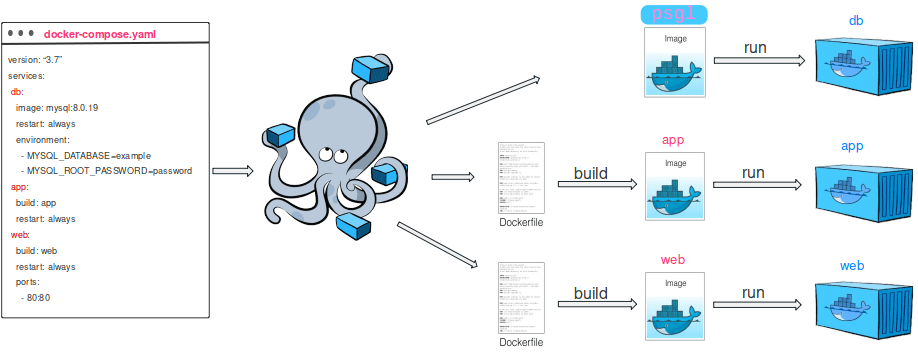 docker-compose.yaml
version: “3.7”
services:
db:
image: mysql:8.0.19
restart: always
environment:
- MYSQL_DATABASE=example
- MYSQL_ROOT_PASSWORD=password
app:
build: app
restart: always
web:
build: web
restart: always
ports:
- 80:80
psgl
Image
run
db
Dockerfile
build
app
Image
run
app
Dockerfile
build
web
Image
run
web